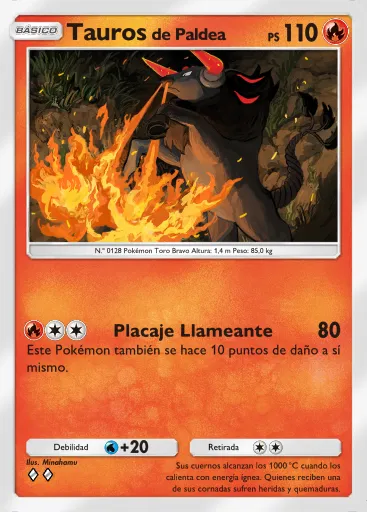 BÁSICO Tauros de Paldea PS 110
N.º 0128 Pokémon Toro Bravo Altura: 1,4 m Peso: 85,0 kg
Placaje Llameante 80
Este Pokémon también se hace 10 puntos de daño a sí
mismo.
Debilidad +20 Retirada
Ilus. Minahamu
Sus cuernos alcanzan los 1000 °C cuando los
calienta con energía ígnea. Quienes reciben una
de sus cornadas sufren heridas y quemaduras.